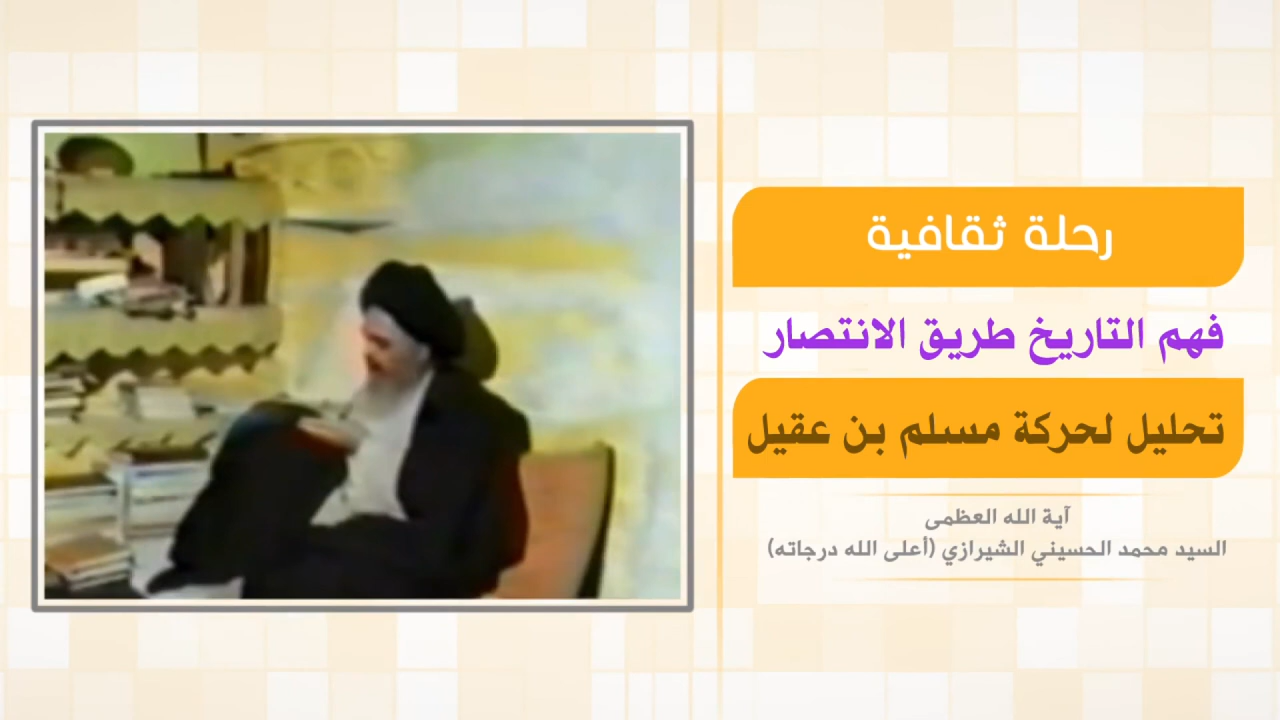 رحلة ثقافية
فهم التاريخ طريق الانتصار
تحليل لحركة مسلم بن عقيل
آية الله العظمى
السيد محمد الحسيني الشيرازي (أعلى الله درجاته)